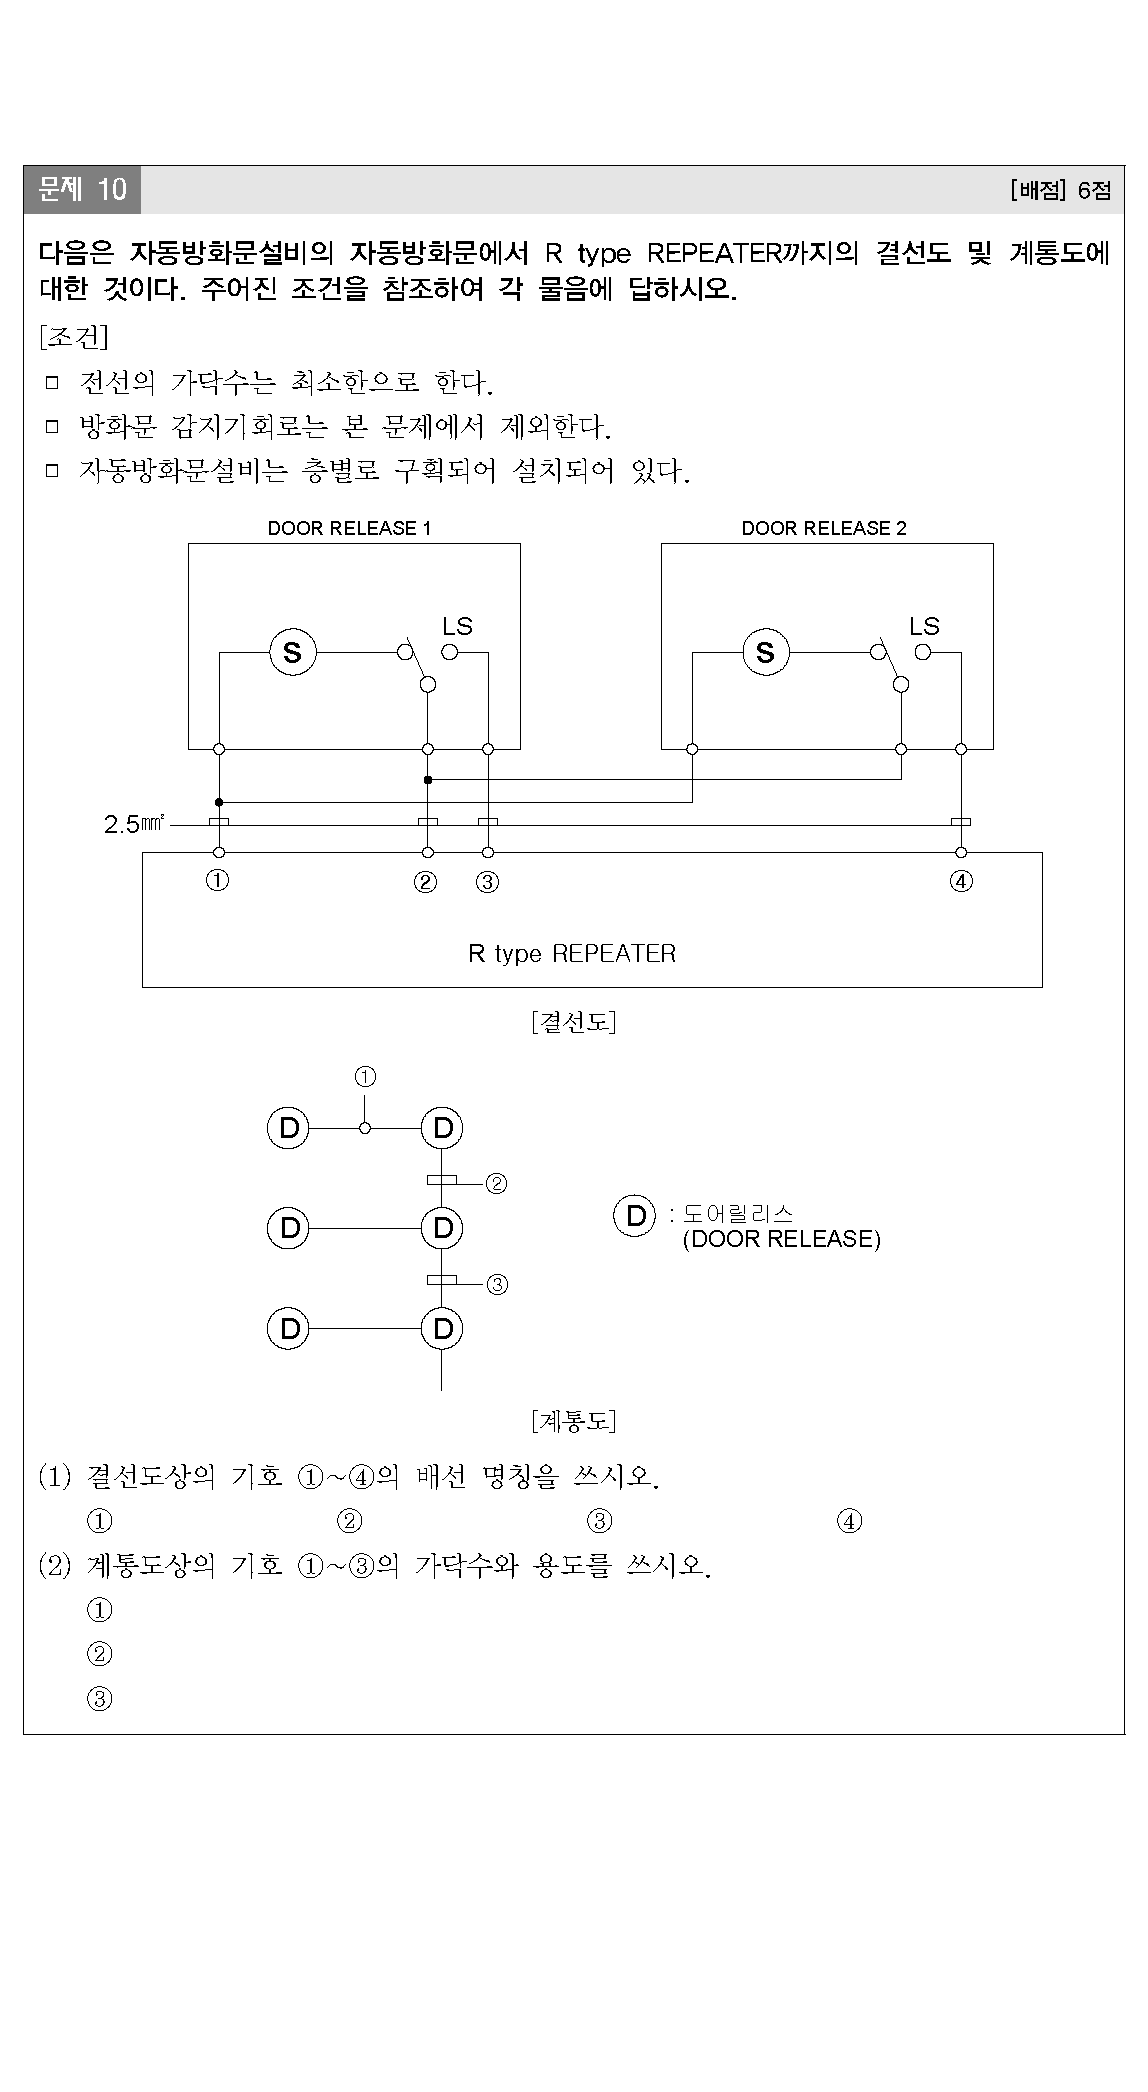 문제 10 [배점] 6점
다음은 자동방화문설비의 자동방화문에서 R type REPEATER까지의 결선도 및 계통도에
대한 것이다. 주어진 조건을 참조하여 각 물음에 답하시오.
[조건]
□ 전선의 가닥수는 최소한으로 한다.
□ 방화문 감지기회로는 본 문제에서 제외한다.
□ 자동방화문설비는 층별로 구획되어 설치되어 있다.
DOOR RELEASE 1 DOOR RELEASE 2
LS LS
S S
2.5㎟
① ② ③ ④
R type REPEATER
[결선도]
①
D D
②
D D
D : 도어릴리스
(DOOR RELEASE)
③
D D
[계통도]
(1) 결선도상의 기호 ①~④의 배선 명칭을 쓰시오.
① ② ③ ④
(2) 계통도상의 기호 ①~③의 가닥수와 용도를 쓰시오.
①
②
③